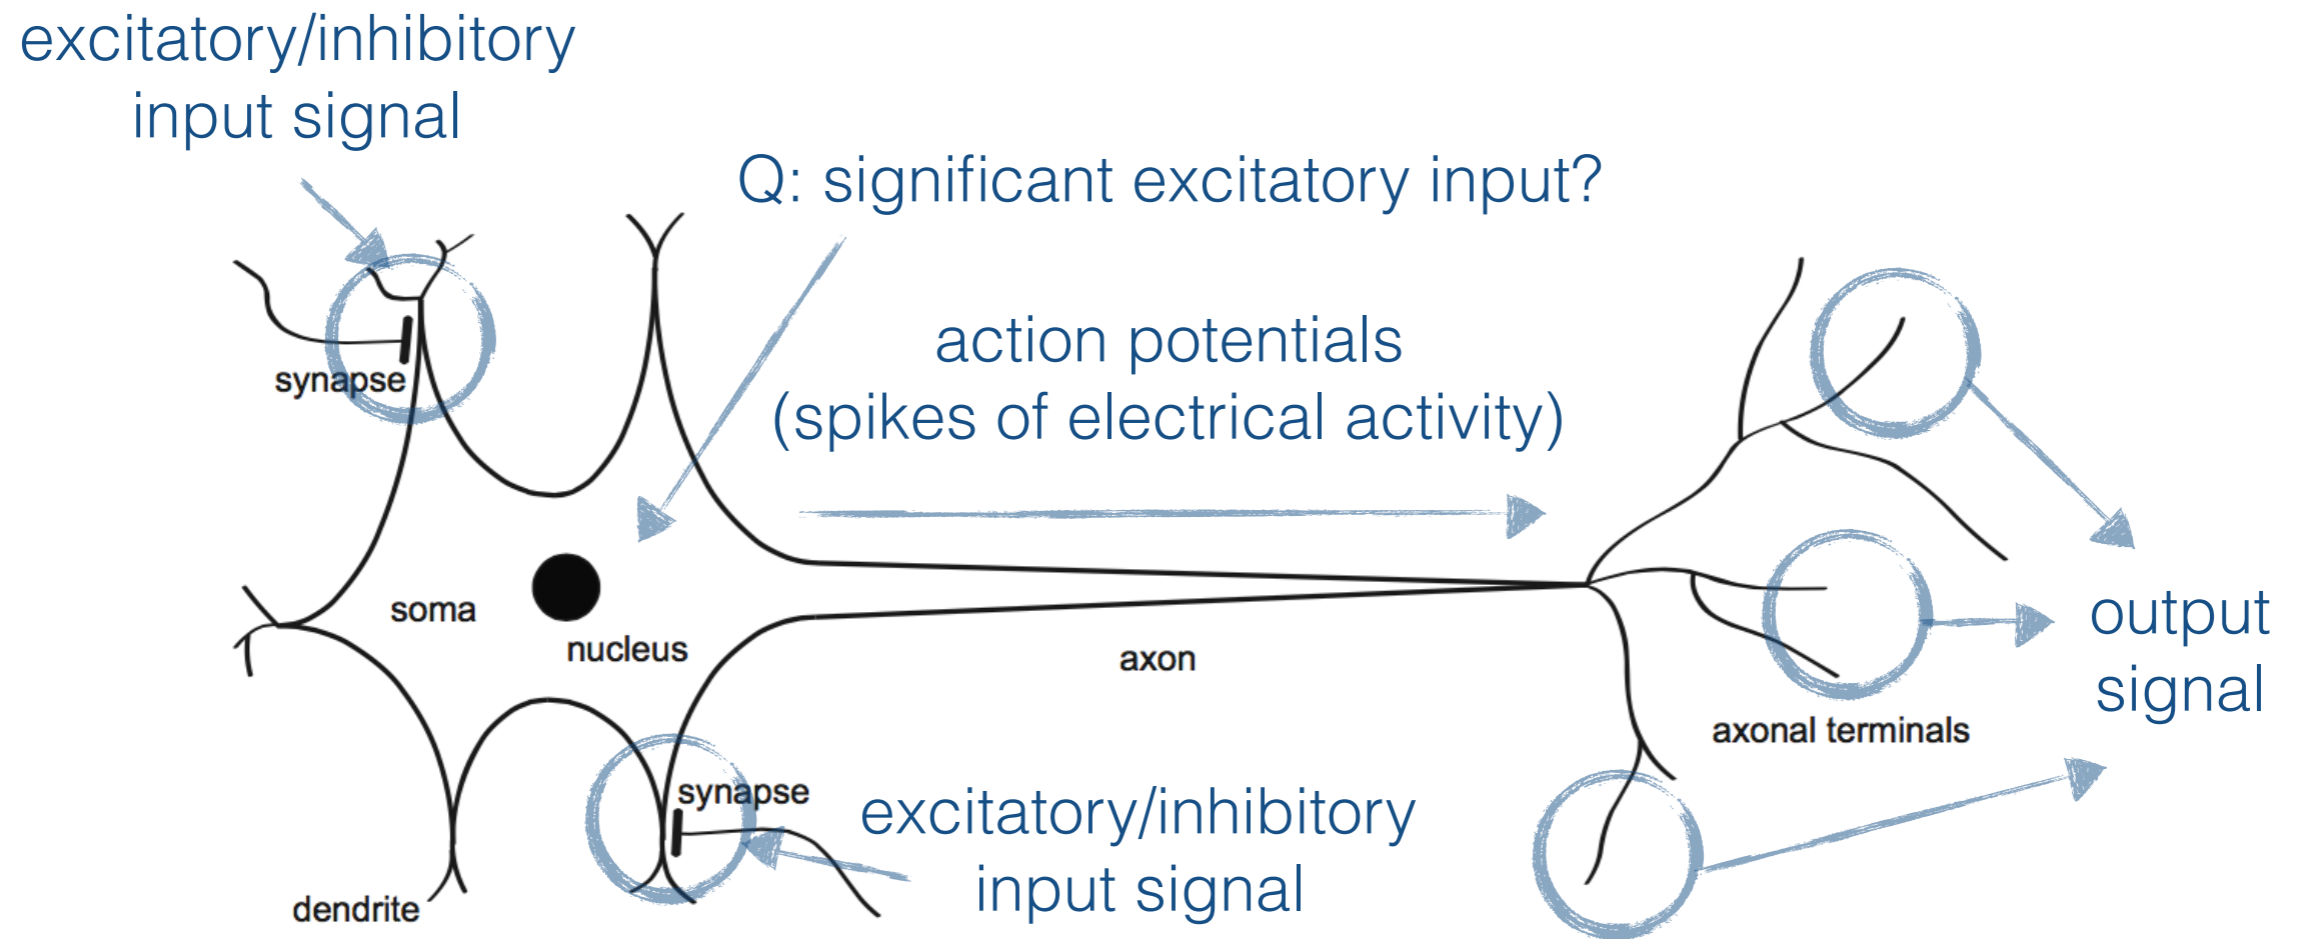 excitatory/inhibitory
input signal
Q: significant excitatory input?
action potentials
(spikes of electrical activity)
synapse
soma
nucleus
axon
output
signal
axonal terminals
synapse
excitatory/inhibitory
input signal
dendrite